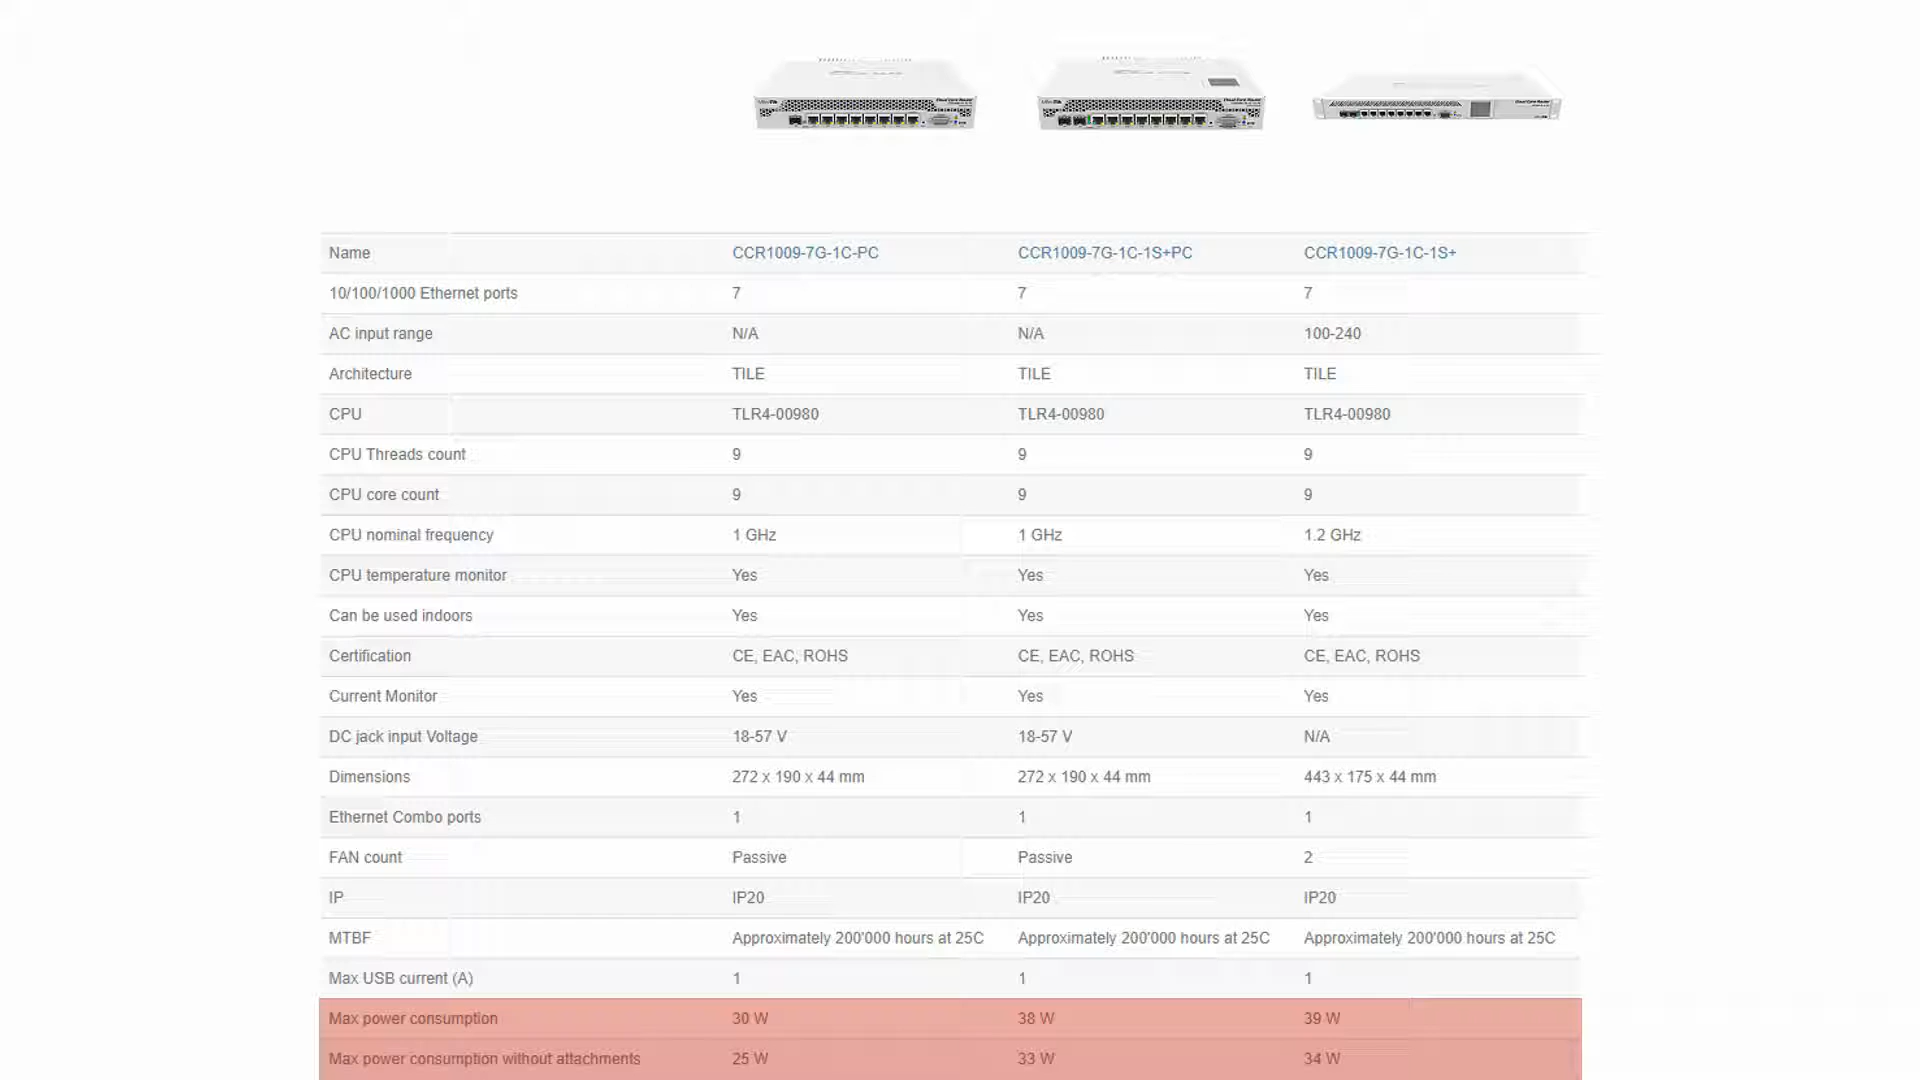 Name CCR1009-7G-1C-PC CCR1009-7G-1C-1S+PC CCR1009-7G-1C-1S+
10/100/1000 Ethernet ports 7 7 7
AC input range N/A N/A 100-240
Architecture TILE TILE TILE
CPU TLR4-00980 TLR4-00980 TLR4-00980
CPU Threads count 9 9 9
CPU core count 9 9 9
CPU nominal frequency 1 GHz 1 GHz 1.2 GHz
CPU temperature monitor Yes Yes Yes
Can be used indoors Yes Yes Yes
Certification CE, EAC, ROHS CE, EAC, ROHS CE, EAC, ROHS
Current Monitor Yes Yes Yes
DC jack input Voltage 18-57 V 18-57 V N/A
Dimensions 272 x 190 x 44 mm 272 x 190 x 44 mm 443 x 175 x 44 mm
Ethernet Combo ports 1 1 1
FAN count Passive Passive 2
IP IP20 IP20 IP20
MTBF Approximately 200'000 hours at 25C Approximately 200'000 hours at 25C Approximately 200'000 hours at 25C
Max USB current (A) 1 1 1
Max power consumption 30 W 38 W 39 W
Max power consumption without attachments 25 W 33 W 34 W